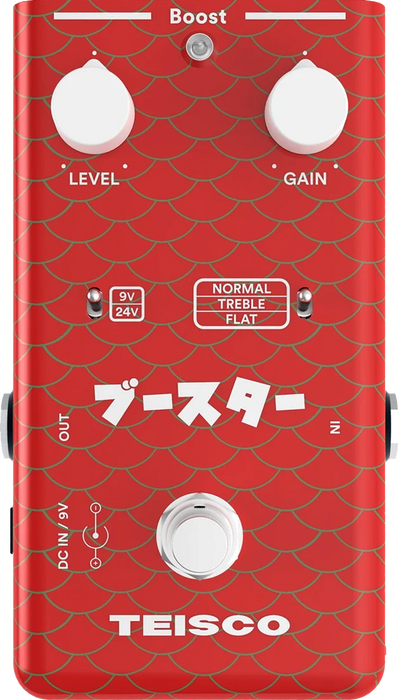 Boost
LEVEL
GAIN
9V
24V
NORMAL
TREBLE
FLAT
ブースター
OUT
IN
DC IN / 9V
TEISCO